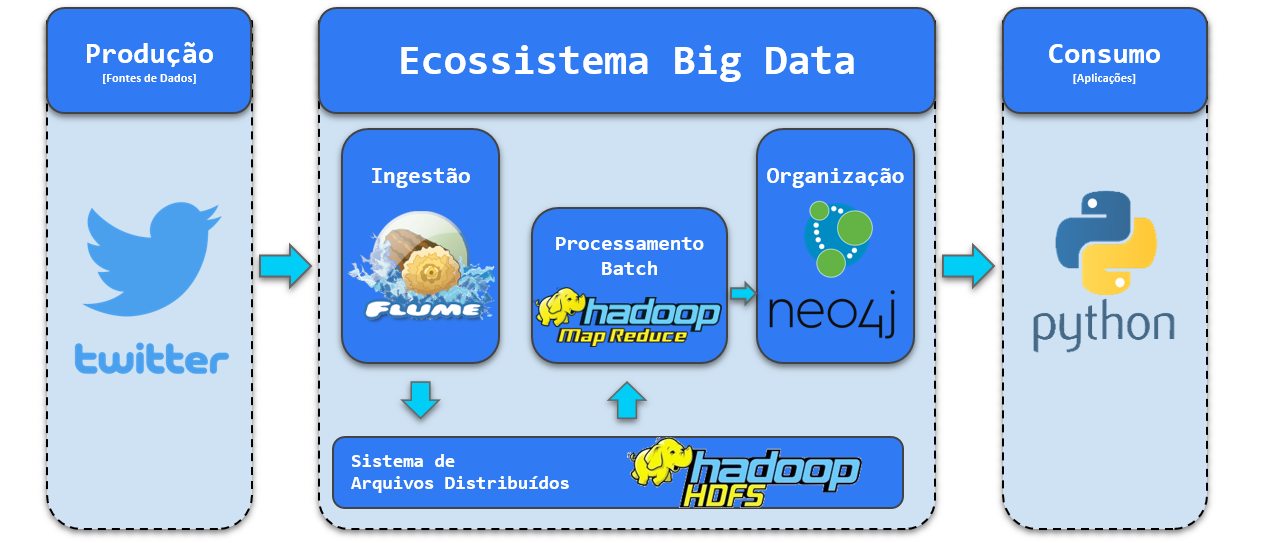 Produção
[Fontes de Dados]
twitter
Ecossistema Big Data
Ingestão
FLUME
Processamento
Batch
hadoop
Map Reduce
Organização
neo4j
Sistema de
Arquivos Distribuídos
hadoop
HDFS
Consumo
[Aplicações]
python